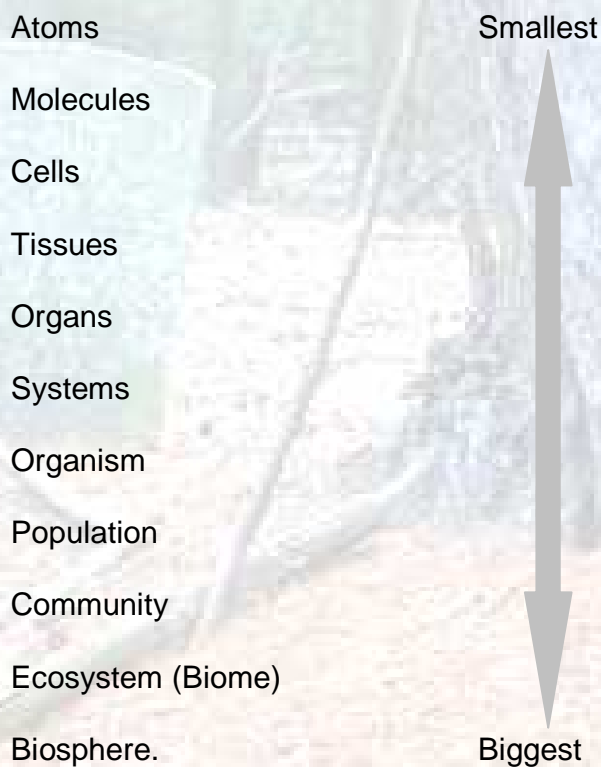 Atoms Smallest
Molecules
Cells
Tissues
Organs
Systems
Organism
Population
Community
Ecosystem (Biome)
Biosphere. Biggest